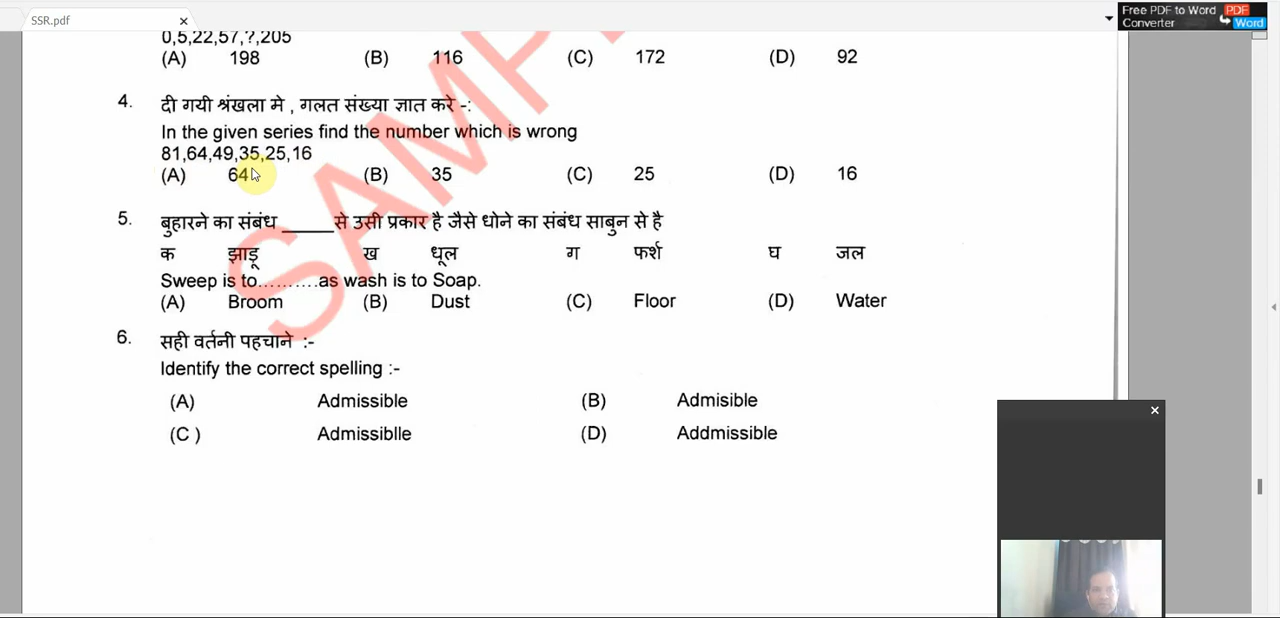 SSR.pdf
Free PDF to Word PDF
Converter Word
0,5,22,57,?,205
(A) 198 (B) 116 (C) 172 (D) 92
4. दी गयी श्रंखला मे , गलत संख्या ज्ञात करे -:
In the given series find the number which is wrong
81,64,49,35,25,16
(A) 64 (B) 35 (C) 25 (D) 16
5. बुहारने का संबंध _____से उसी प्रकार है जैसे धोने का संबंध साबुन से है
क झाड़ू ख धूल ग फर्श घ जल
Sweep is to..........as wash is to Soap.
(A) Broom (B) Dust (C) Floor (D) Water
6. सही वर्तनी पहचाने :-
Identify the correct spelling :-
(A) Admissible (B) Admisible
(C ) Admissiblle (D) Addmissible
SAMP